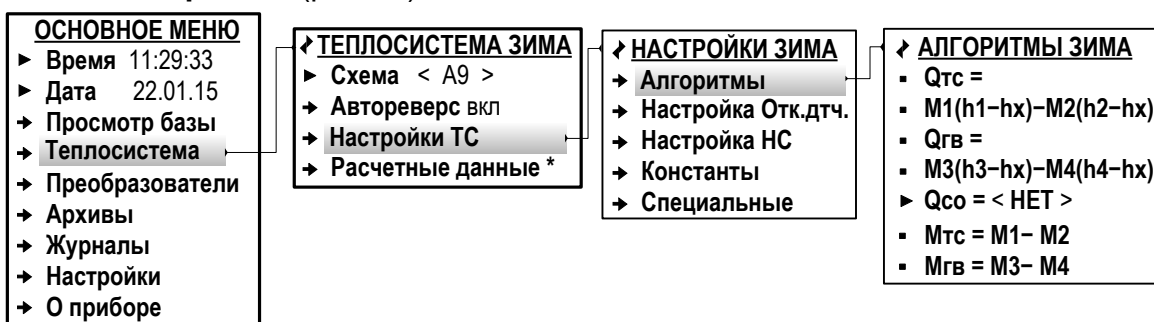 ОСНОВНОЕ МЕНЮ
► Время 11:29:33
► Дата 22.01.15
➔ Просмотр базы
➔ Теплосистема
➔ Преобразователи
➔ Архивы
➔ Журналы
➔ Настройки
➔ О приборе
ТЕПЛОСИСТЕМА ЗИМА
► Схема < А9 >
➔ Автореверс вкл
➔ Настройки ТС
➔ Расчетные данные *
НАСТРОЙКИ ЗИМА
➔ Алгоритмы
➔ Настройка Отк.дтч.
➔ Настройка НС
➔ Константы
➔ Специальные
АЛГОРИТМЫ ЗИМА
▪ Qтс =
▪ M1(h1−hx)−M2(h2−hx)
▪ Qгв =
▪ M3(h3−hx)−M4(h4−hx)
► Qсо = < НЕТ >
▪ Mтс = M1− M2
▪ Mгв = M3− M4